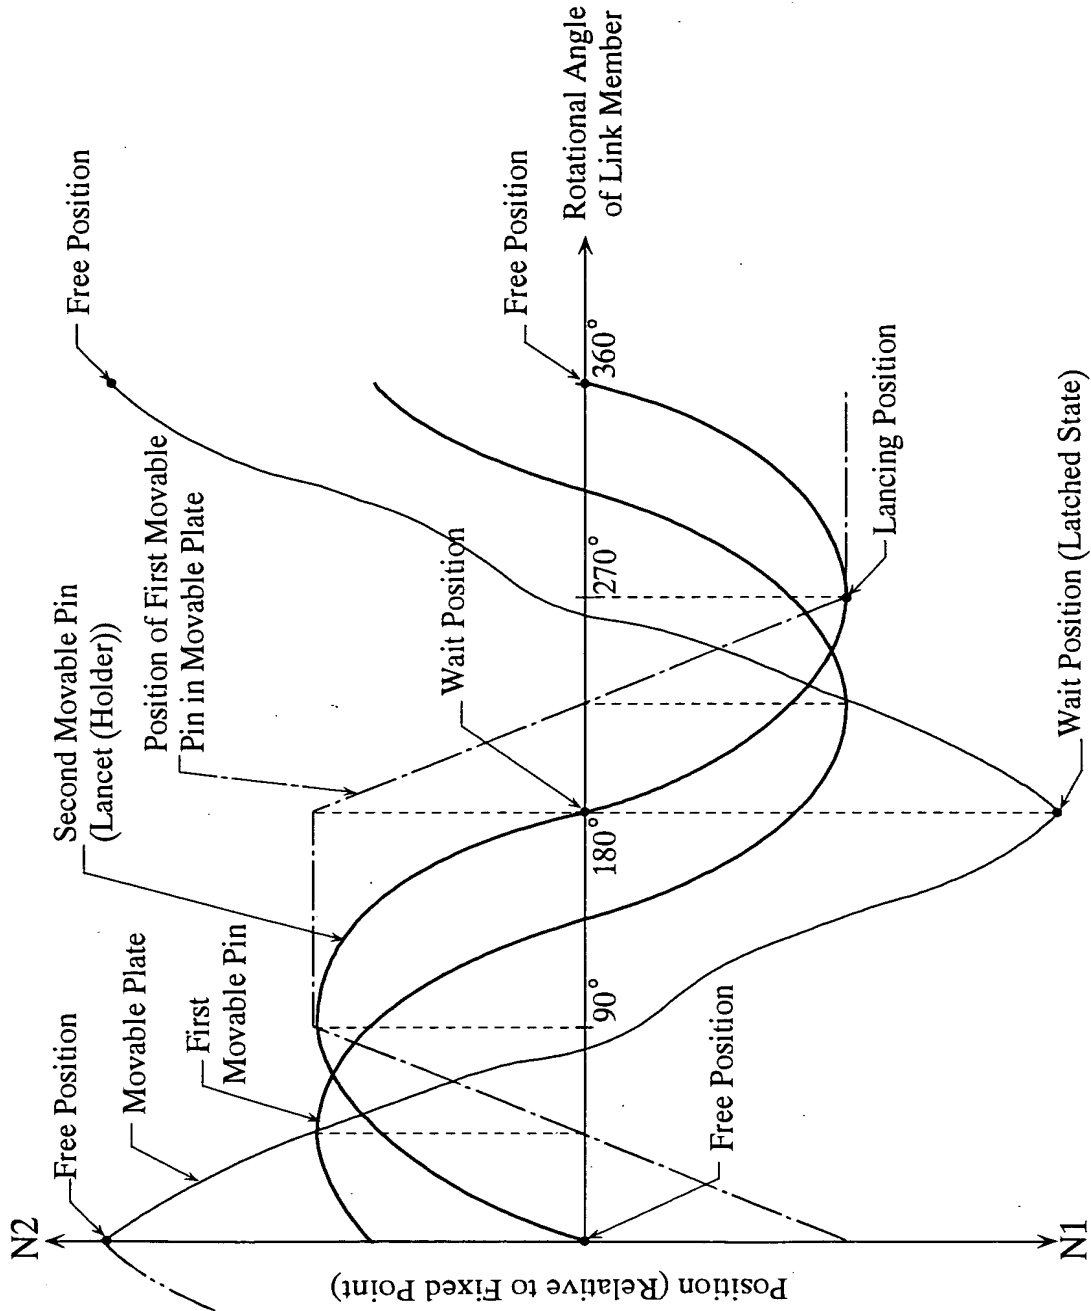 N2
N1
Position (Relative to Fixed Point)
Free Position
Movable Plate
First
Movable Pin
Second Movable Pin
(Lancet (Holder))
Position of First Movable
Pin in Movable Plate
Wait Position
Free Position
Free Position
Rotational Angle
of Link Member
90°
180°
270°
360°
Free Position
Lancing Position
Wait Position (Latched State)